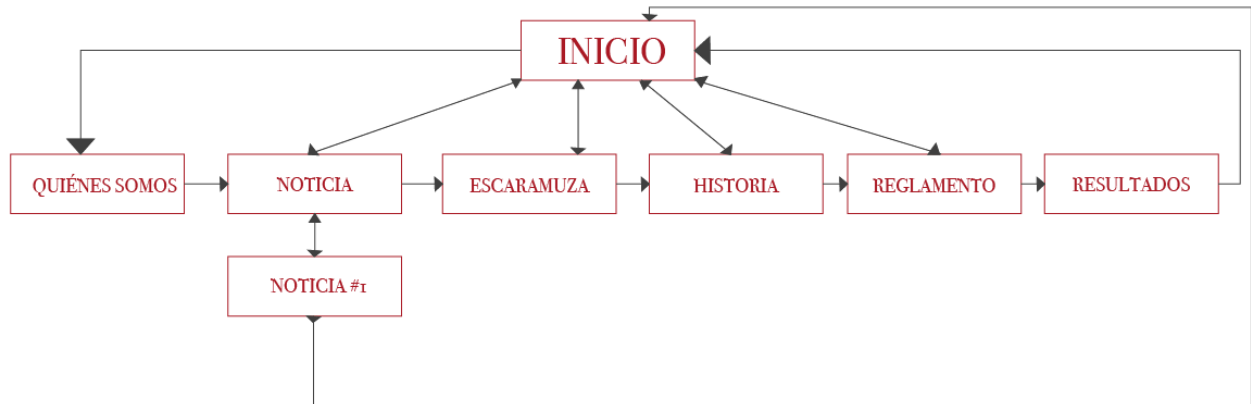 INICIO
QUIÉNES SOMOS
NOTICIA
ESCARAMUZA
HISTORIA
REGLAMENTO
RESULTADOS
NOTICIA #1